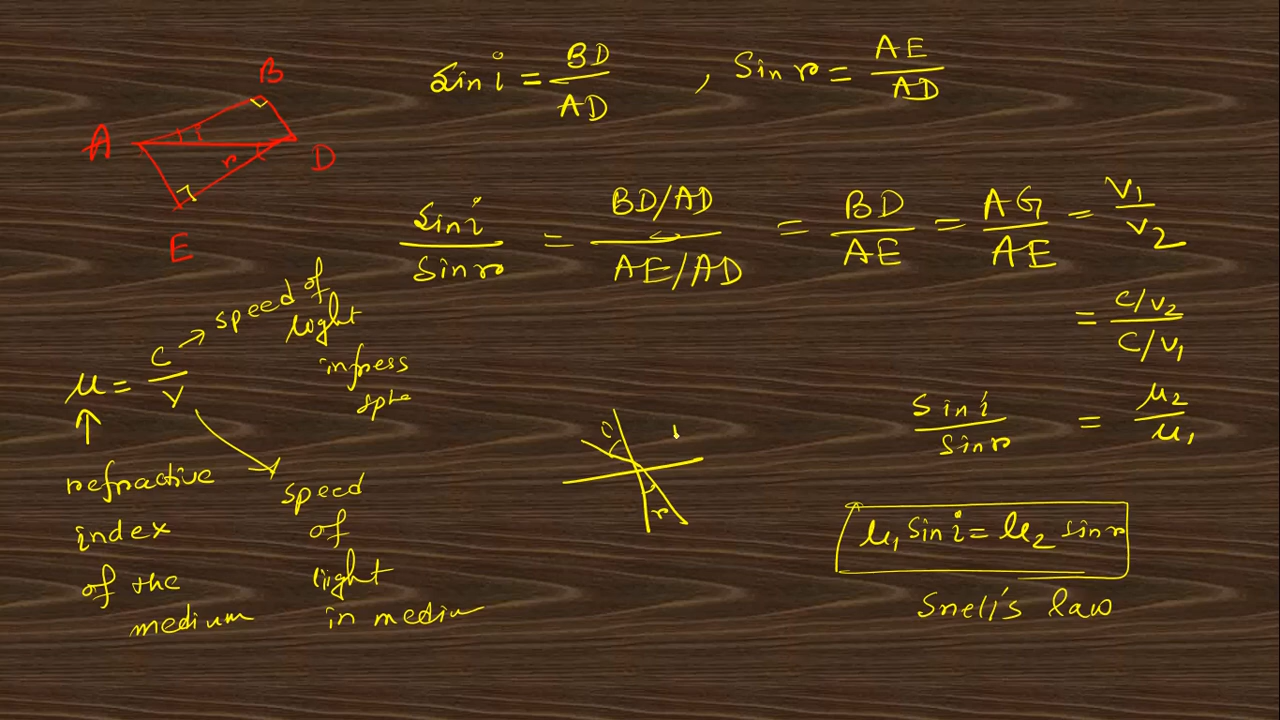 B
A
i
r
D
E
Sin i = BD/AD , Sin r = AE/AD
Sin i / Sin r = (BD/AD) / (AE/AD) = BD/AE = AG/AE = V1/V2
= (C/V2) / (C/V1)
Sin i / Sin r = μ2/μ1
μ1 Sin i = μ2 sin r
Snell's law
μ = C/V
speed of
light
in
refractive
index
of the
medium
speed
of
light
in medium
i
r